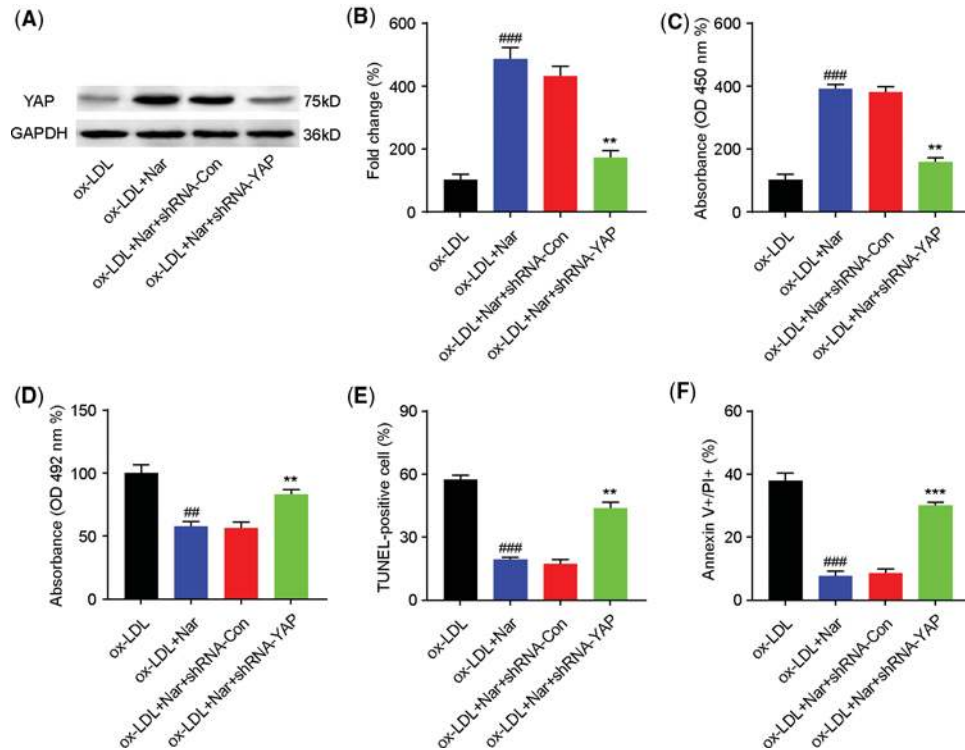 (A)
YAP
75kD
GAPDH
36kD
ox-LDL
ox-LDL+Nar
ox-LDL+Nar+shRNA-Con
ox-LDL+Nar+shRNA-YAP
(B)
Fold change (%)
600
400
200
0
###
**
ox-LDL
ox-LDL+Nar
ox-LDL+Nar+shRNA-Con
ox-LDL+Nar+shRNA-YAP
(C)
Absorbance (OD 450 nm %)
600
400
200
0
###
**
ox-LDL
ox-LDL+Nar
ox-LDL+Nar+shRNA-Con
ox-LDL+Nar+shRNA-YAP
(D)
Absorbance (OD 492 nm %)
150
100
50
0
##
**
ox-LDL
ox-LDL+Nar
ox-LDL+Nar+shRNA-Con
ox-LDL+Nar+shRNA-YAP
(E)
TUNEL-positive cell (%)
90
60
30
0
###
**
ox-LDL
ox-LDL+Nar
ox-LDL+Nar+shRNA-Con
ox-LDL+Nar+shRNA-YAP
(F)
Annexin V+/PI+ (%)
60
40
20
0
###
***
ox-LDL
ox-LDL+Nar
ox-LDL+Nar+shRNA-Con
ox-LDL+Nar+shRNA-YAP